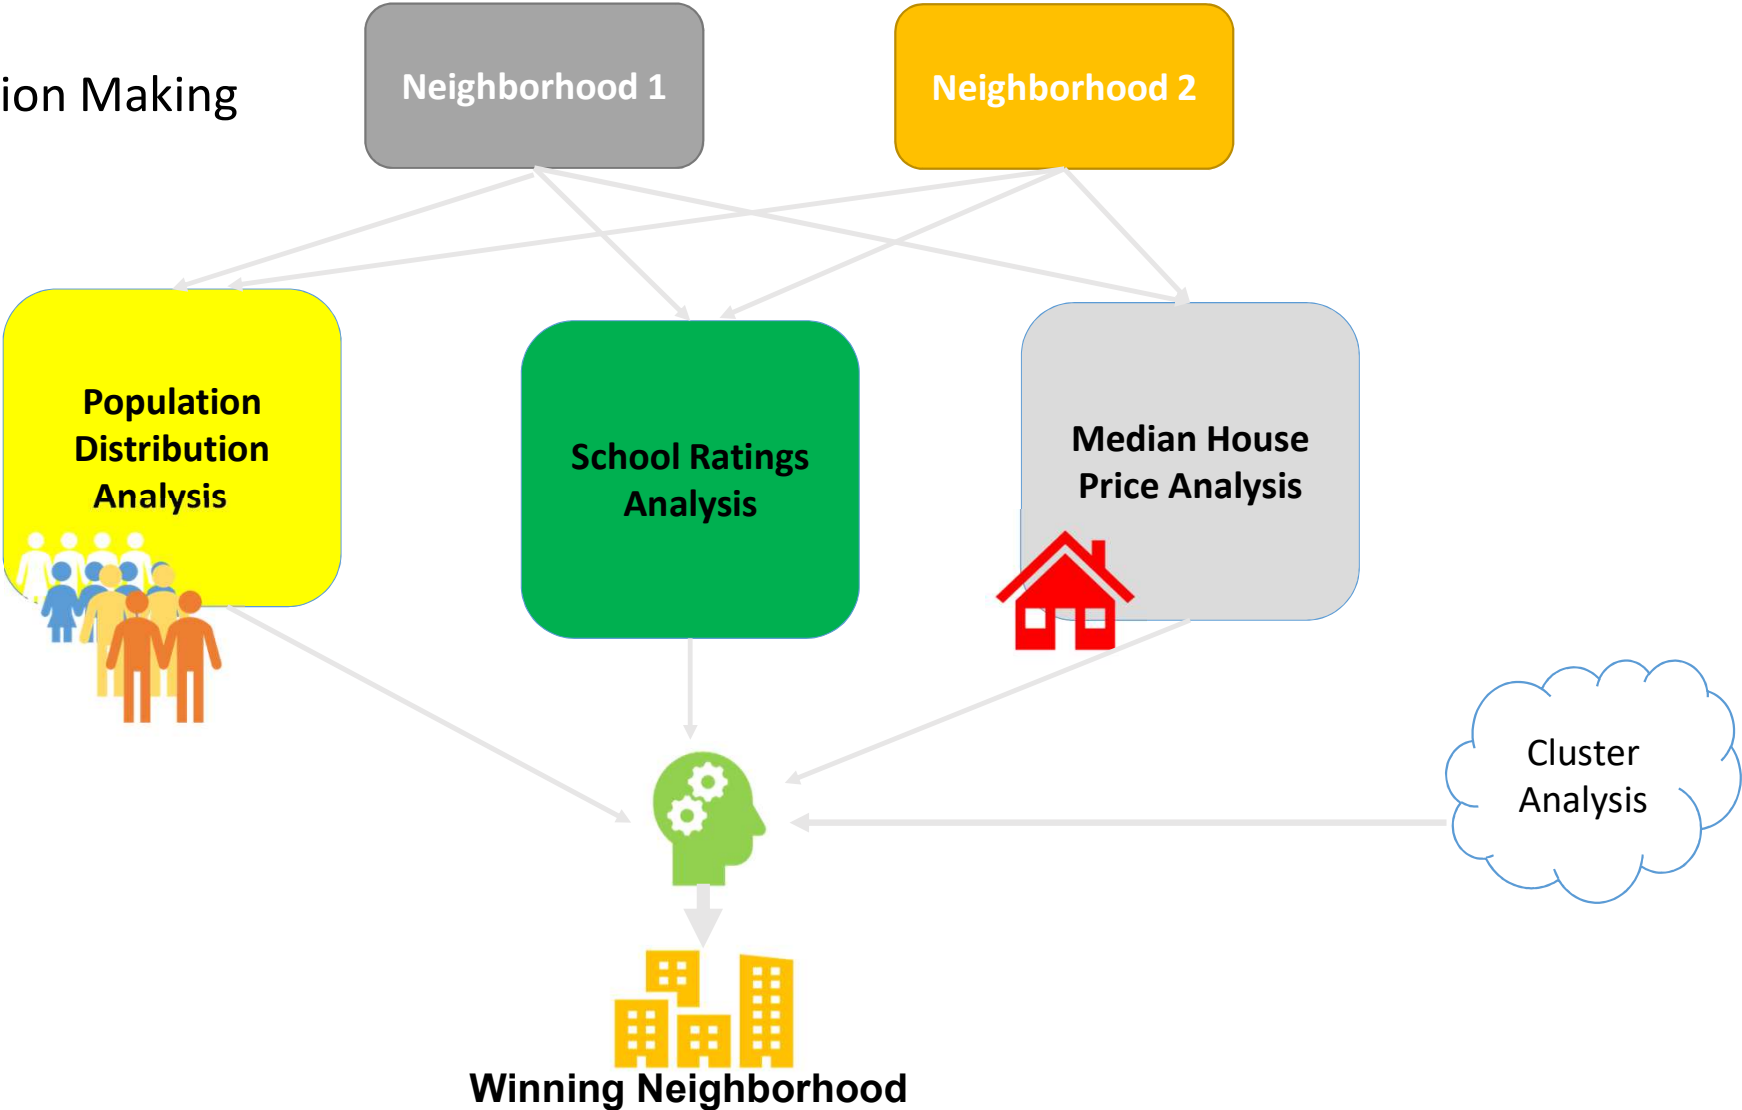 Neighborhood 1
Neighborhood 2
ion Making
Population
Distribution
Analysis
School Ratings
Analysis
Median House
Price Analysis
Cluster
Analysis
Winning Neighborhood